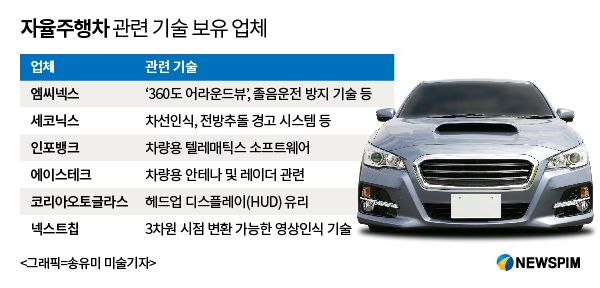 자율주행차 관련 기술 보유 업체
업체 관련 기술
엠씨넥스 ‘360도 어라운드뷰’, 졸음운전 방지 기술 등
세코닉스 차선인식, 전방추돌 경고 시스템 등
인포뱅크 차량용 텔레매틱스 소프트웨어
에이스테크 차량용 안테나 및 레이더 관련
코리아오토글라스 헤드업 디스플레이(HUD) 유리
넥스트칩 3차원 시점 변환 가능한 영상인식 기술
<그래픽=송유미 미술기자>
NEWSPIM